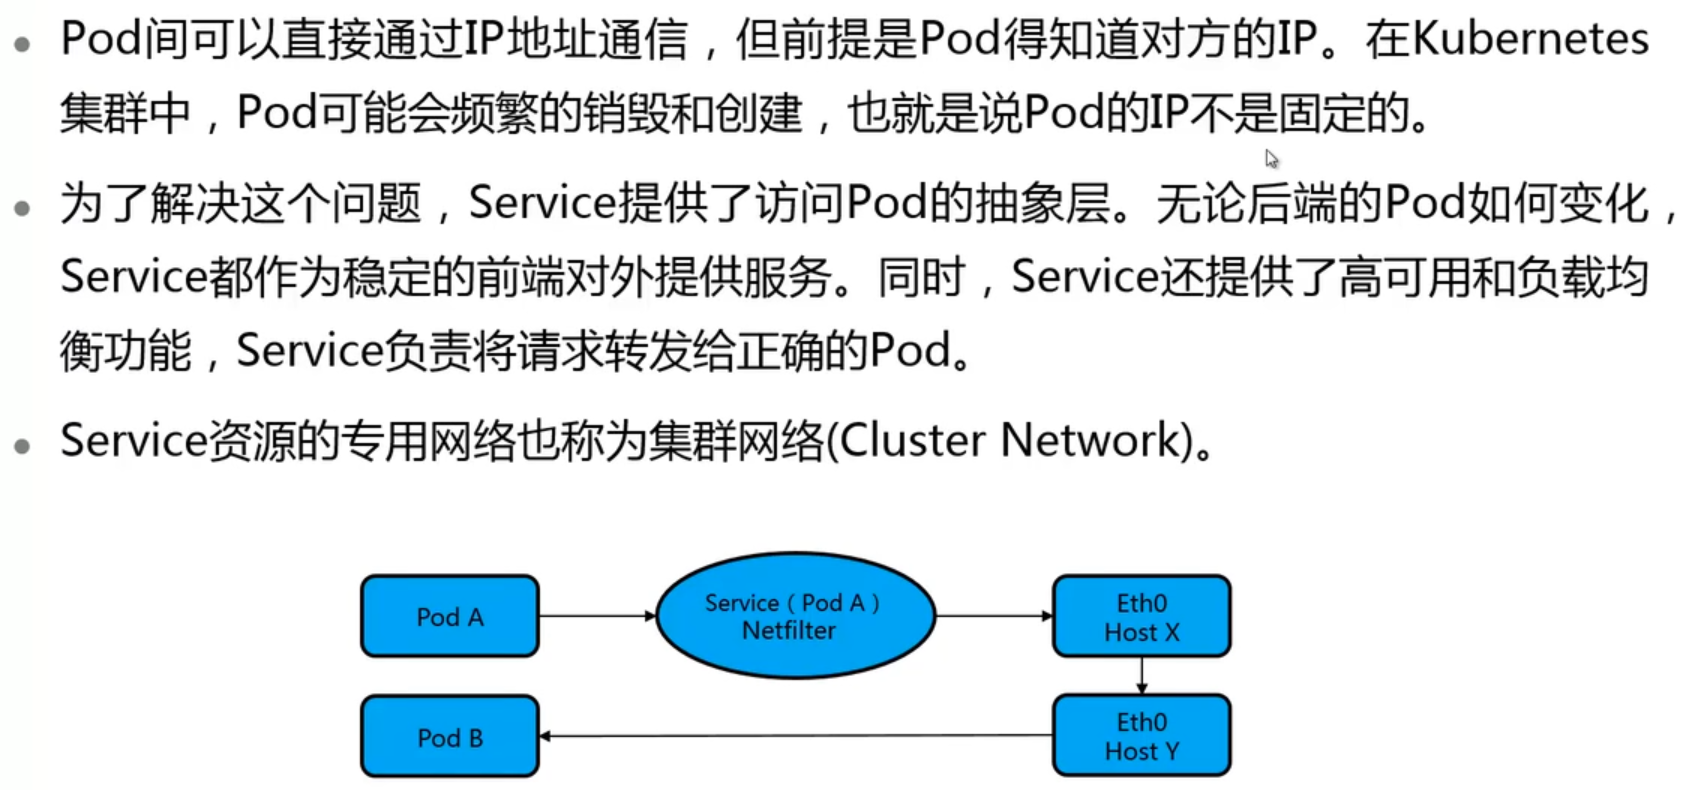 Pod间可以直接通过IP地址通信，但前提是Pod得知道对方的IP。在Kubernetes
集群中，Pod可能会频繁的销毁和创建，也就是说Pod的IP不是固定的。
为了解决这个问题，Service提供了访问Pod的抽象层。无论后端的Pod如何变化，
Service都作为稳定的前端对外提供服务。同时，Service还提供了高可用和负载均
衡功能，Service负责将请求转发给正确的Pod。
Service资源的专用网络也称为集群网络(Cluster Network)。
Pod A
Service（Pod A）
Netfilter
Eth0
Host X
Pod B
Eth0
Host Y